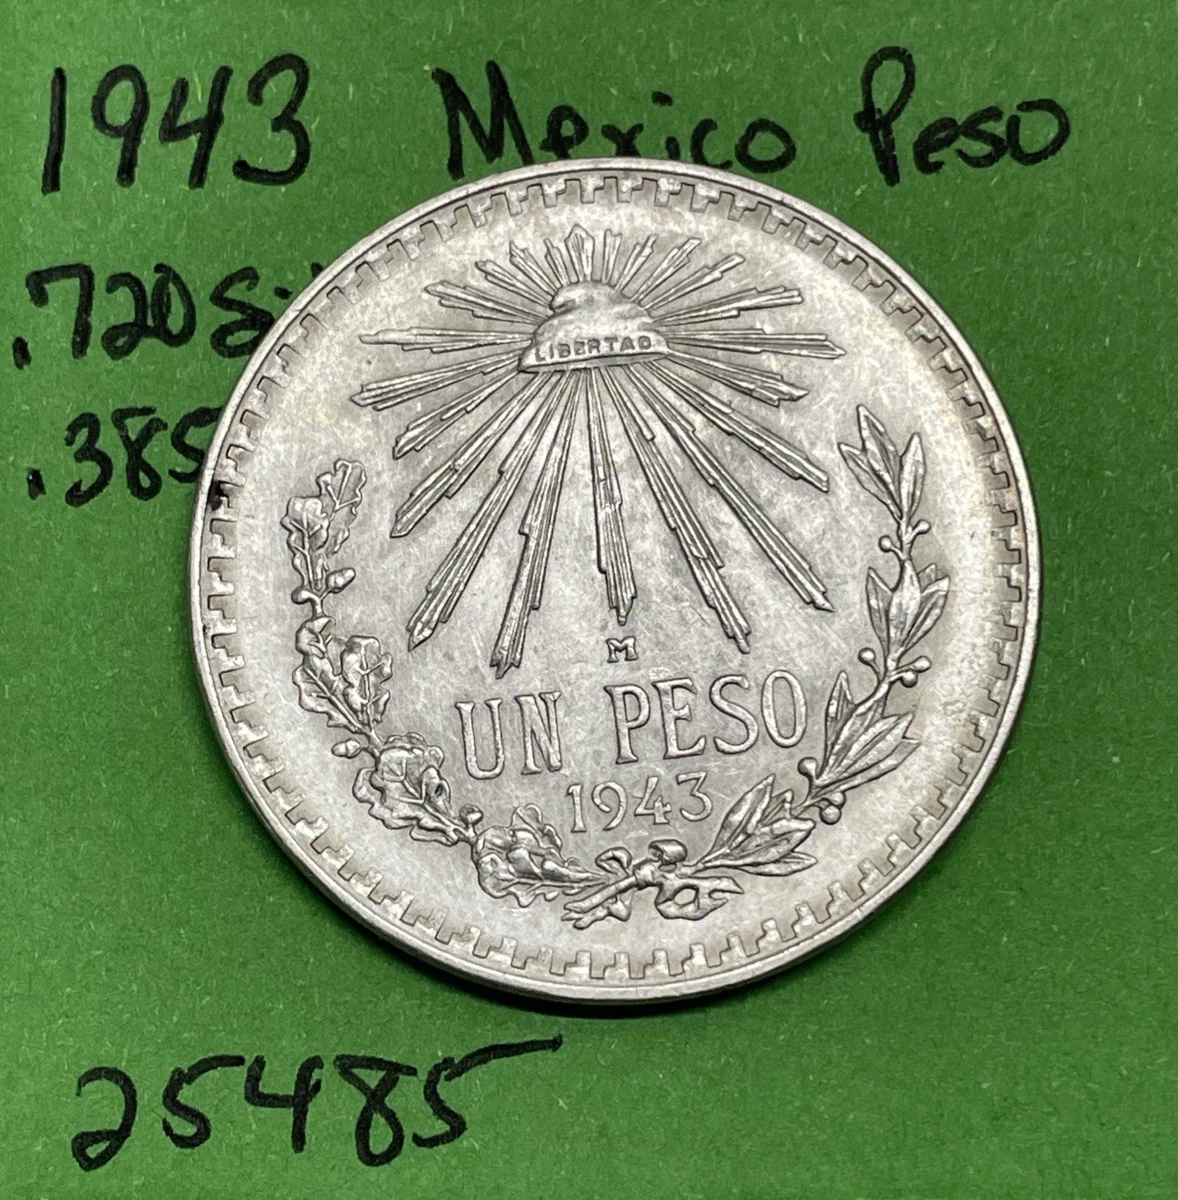 1943 Mexico Peso
.720
.385
LIBERTAD
M
UN PESO
1943
25485